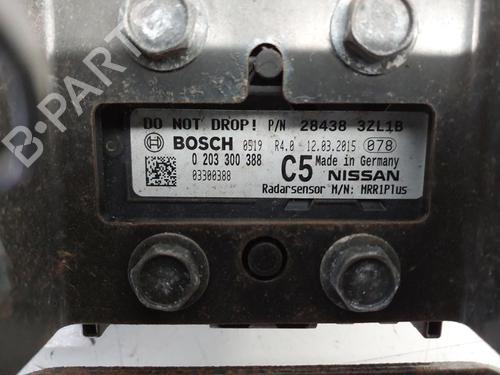 DO NOT DROP! P/N 28438 3ZL1B
BOSCH 0519 R4.0 12.03.2015 078
0 203 300 388 C5 Made in Germany
03300388 NISSAN
Radarsensor M/N: MRR1Plus
B-PARTS